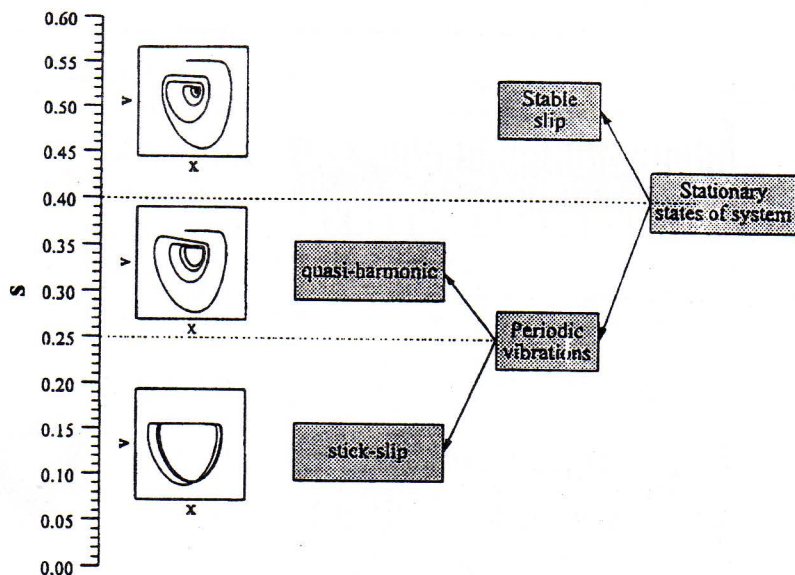 0.60
0.55
0.50
0.45
0.40
0.35
0.30
0.25
0.20
0.15
0.10
0.05
0.00
S
v
x
v
x
v
x
Stable
slip
Stationary
states of system
quasi-harmonic
Periodic
vibrations
stick-slip